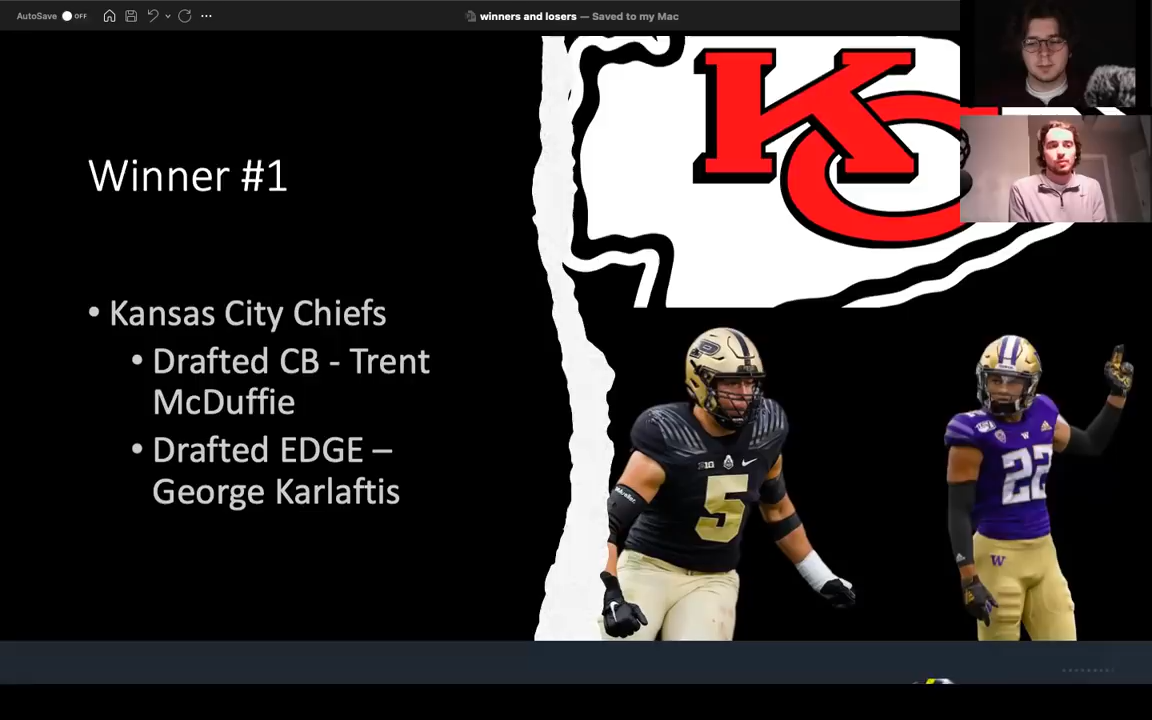 AutoSave OFF
winners and losers — Saved to my Mac
KC
Winner #1
• Kansas City Chiefs
• Drafted CB - Trent
McDuffie
• Drafted EDGE –
George Karlaftis
5
22
W